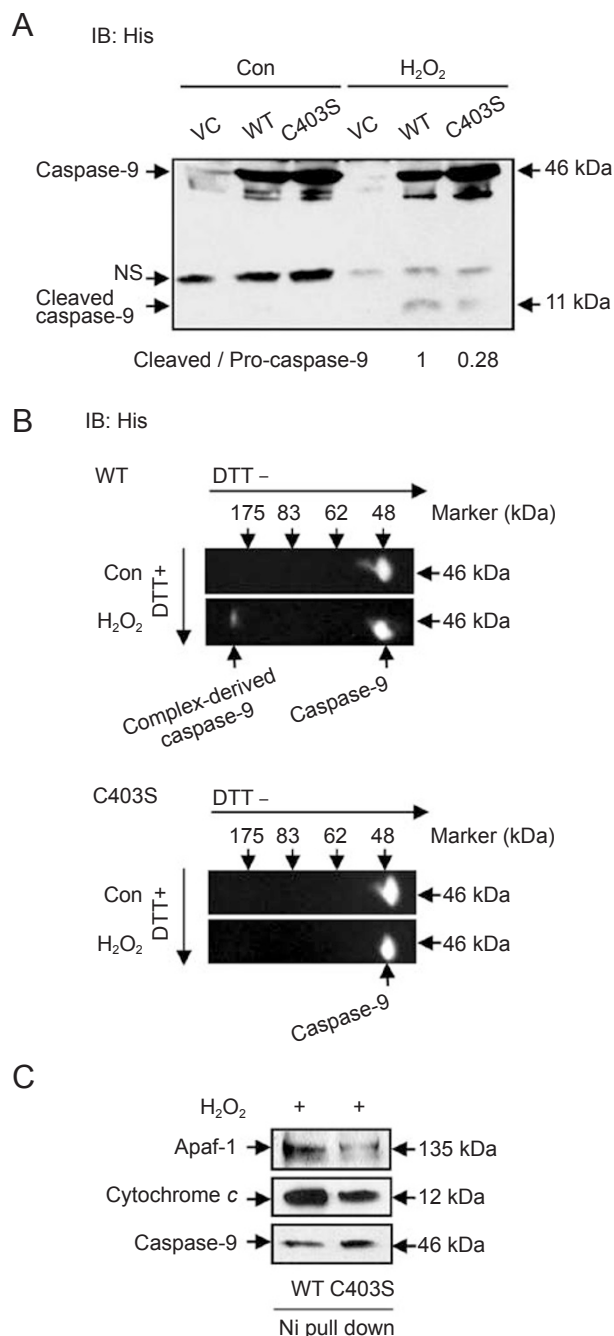 A
IB: His
Con H₂O₂
VC WT C403S VC WT C403S
Caspase-9 46 kDa
NS
Cleaved
caspase-9 11 kDa
Cleaved / Pro-caspase-9 1 0.28
B
IB: His
WT DTT −
175 83 62 48 Marker (kDa)
DTT+
Con 46 kDa
H₂O₂ 46 kDa
Complex-derived
caspase-9
Caspase-9
C403S DTT −
175 83 62 48 Marker (kDa)
DTT+
Con 46 kDa
H₂O₂ 46 kDa
Caspase-9
C
H₂O₂ + +
Apaf-1 135 kDa
Cytochrome c 12 kDa
Caspase-9 46 kDa
WT C403S
Ni pull down